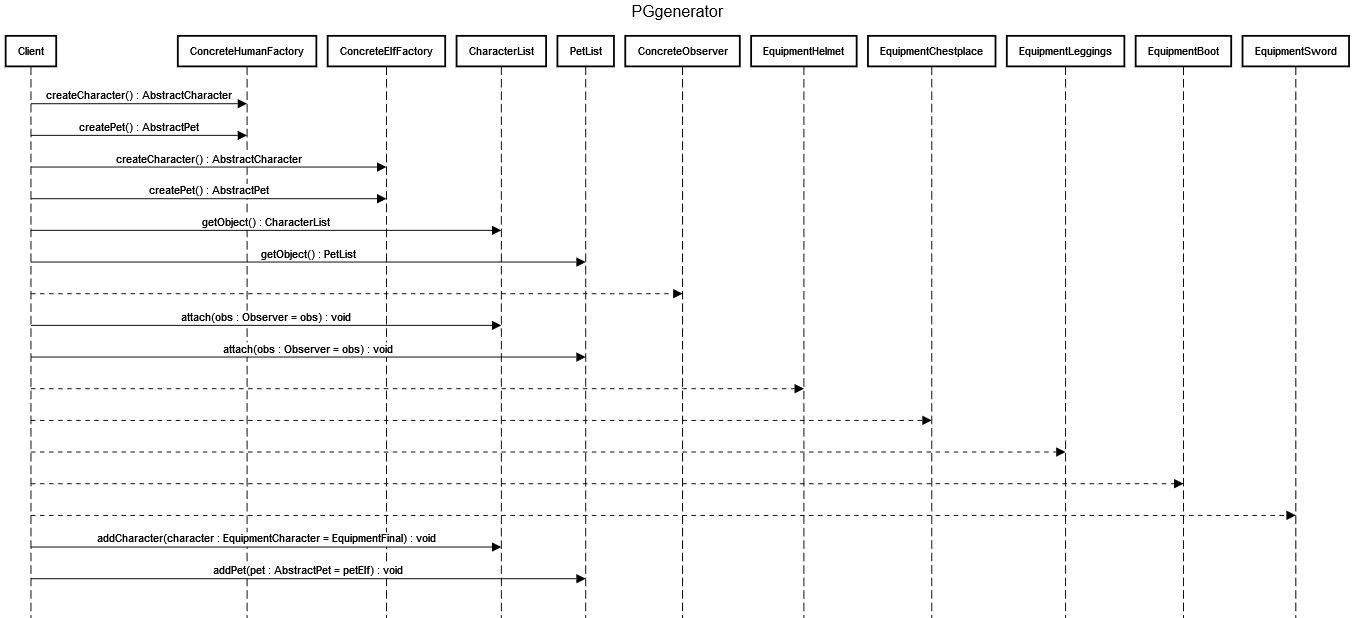 PGgenerator
Client
ConcreteHumanFactory
ConcreteElfFactory
CharacterList
PetList
ConcreteObserver
EquipmentHelmet
EquipmentChestplace
EquipmentLeggings
EquipmentBoot
EquipmentSword
createCharacter() : AbstractCharacter
createPet() : AbstractPet
createCharacter() : AbstractCharacter
createPet() : AbstractPet
getObject() : CharacterList
getObject() : PetList
attach(obs : Observer = obs) : void
attach(obs : Observer = obs) : void
addCharacter(character : EquipmentCharacter = EquipmentFinal) : void
addPet(pet : AbstractPet = petElf) : void